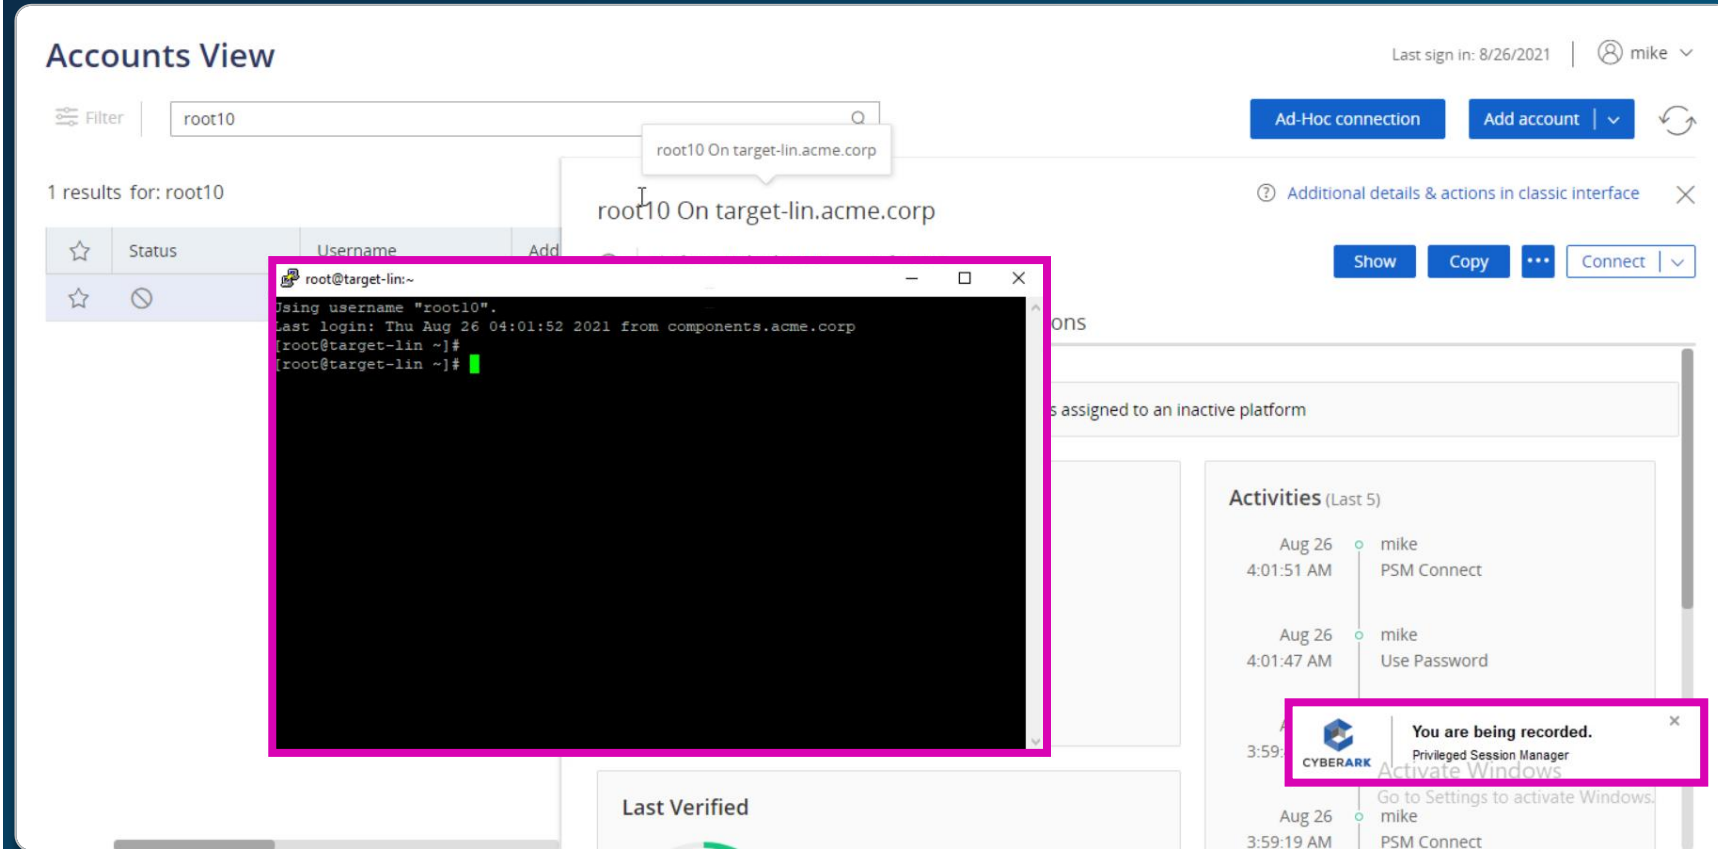 Accounts View
Last sign in: 8/26/2021
mike
Filter
root10
Ad-Hoc connection
Add account
root10 On target-lin.acme.corp
1 results for: root10
root10 On target-lin.acme.corp
Additional details & actions in classic interface
Status
Username
Add
Show
Copy
Connect
root@target-lin:~
Using username "root10".
Last login: Thu Aug 26 04:01:52 2021 from components.acme.corp
[root@target-lin ~]#
[root@target-lin ~]#
ons
s assigned to an inactive platform
Activities (Last 5)
Aug 26 mike
4:01:51 AM PSM Connect
Aug 26 mike
4:01:47 AM Use Password
3:59:
CYBERARK
You are being recorded.
Privileged Session Manager
Activate Windows
Go to Settings to activate Windows.
Aug 26 mike
3:59:19 AM PSM Connect
Last Verified